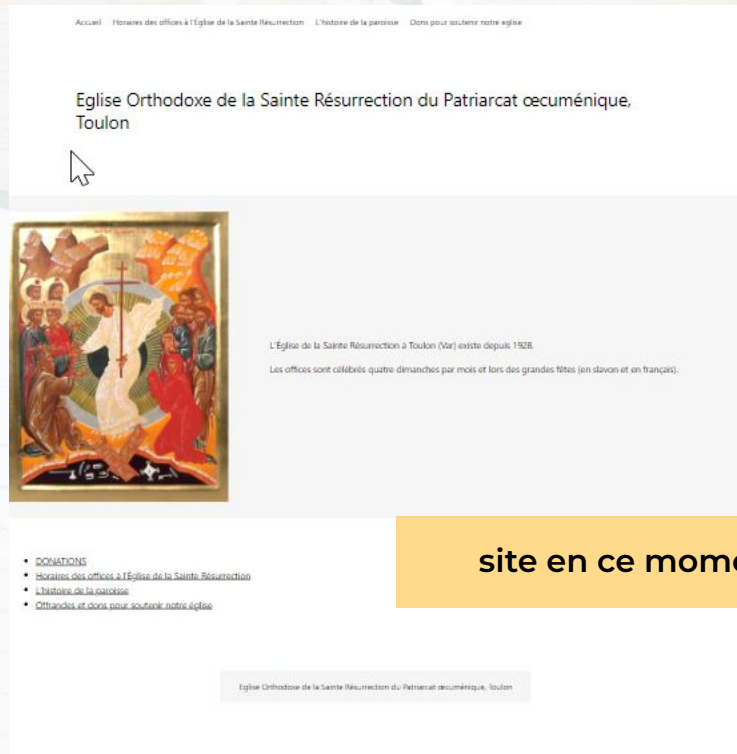 Accueil Horaires des offices à l'Église de la Sainte Résurrection L'histoire de la paroisse Dons pour soutenir notre eglise
Eglise Orthodoxe de la Sainte Résurrection du Patriarcat œcuménique,
Toulon
L'Église de la Sainte Résurrection à Toulon (Var) existe depuis 1928.
Les offices sont célébrés quatre dimanches par mois et lors des grandes fêtes (en slavon et en français).
site en ce mome
DONATIONS
Horaires des offices à l'Église de la Sainte Résurrection
L'histoire de la paroisse
Offrandes et dons pour soutenir notre église
Eglise Orthodoxe de la Sainte Résurrection du Patriarcat œcuménique, Toulon